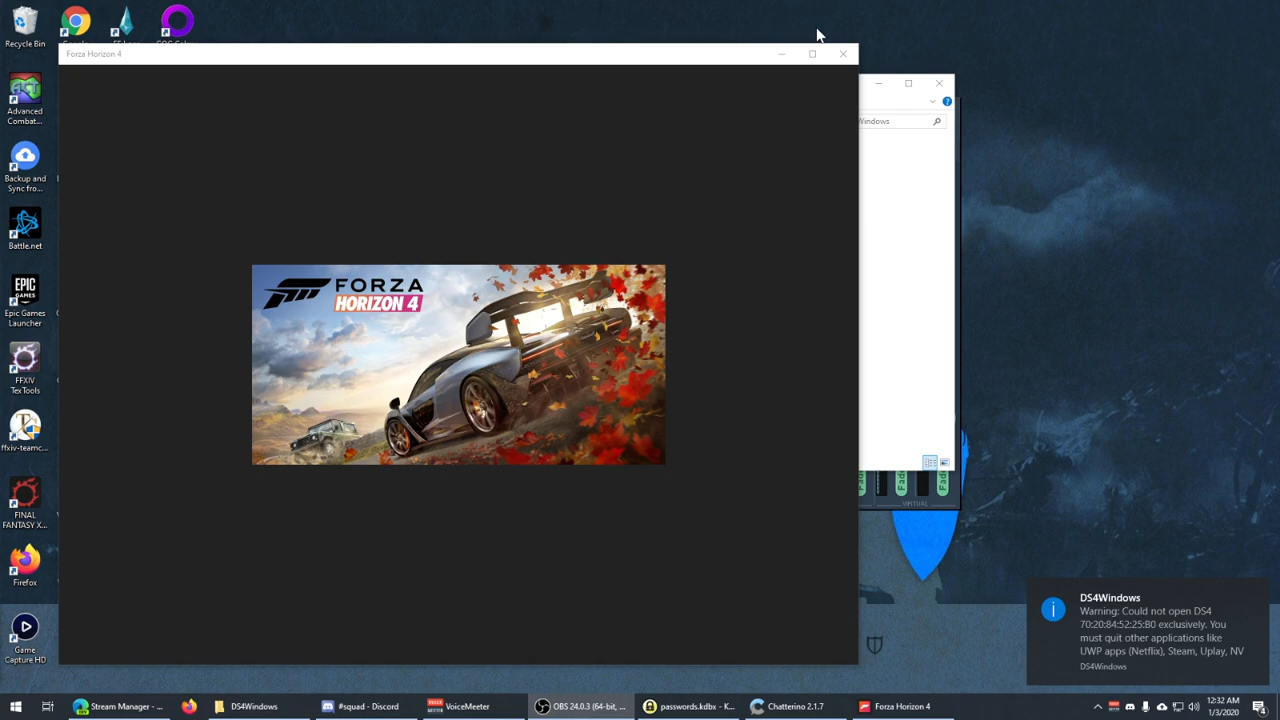 Recycle Bin
Forza Horizon 4
Windows
FORZA
HORIZON 4
Advanced
Combat...
Backup and
Sync fro...
Battle.net
EPIC
GAMES
Epic Games
Launcher
FFXIV
TexTools
ffxiv-teamc...
FINAL
FANTASY X...
Firefox
Game
Capture HD
VIRTUAL
DS4Windows
Warning: Could not open DS4
70:20:84:52:25:B0 exclusively. You
must quit other applications like
UWP apps (Netflix), Steam, Uplay, NV
DS4Windows
Stream Manager - ...
DS4Windows
#squad - Discord
VoiceMeeter
OBS 24.0.3 (64-bit, ...
passwords.kdbx - K...
Chatterino 2.1.7
Forza Horizon 4
12:32 AM
1/3/2020
4